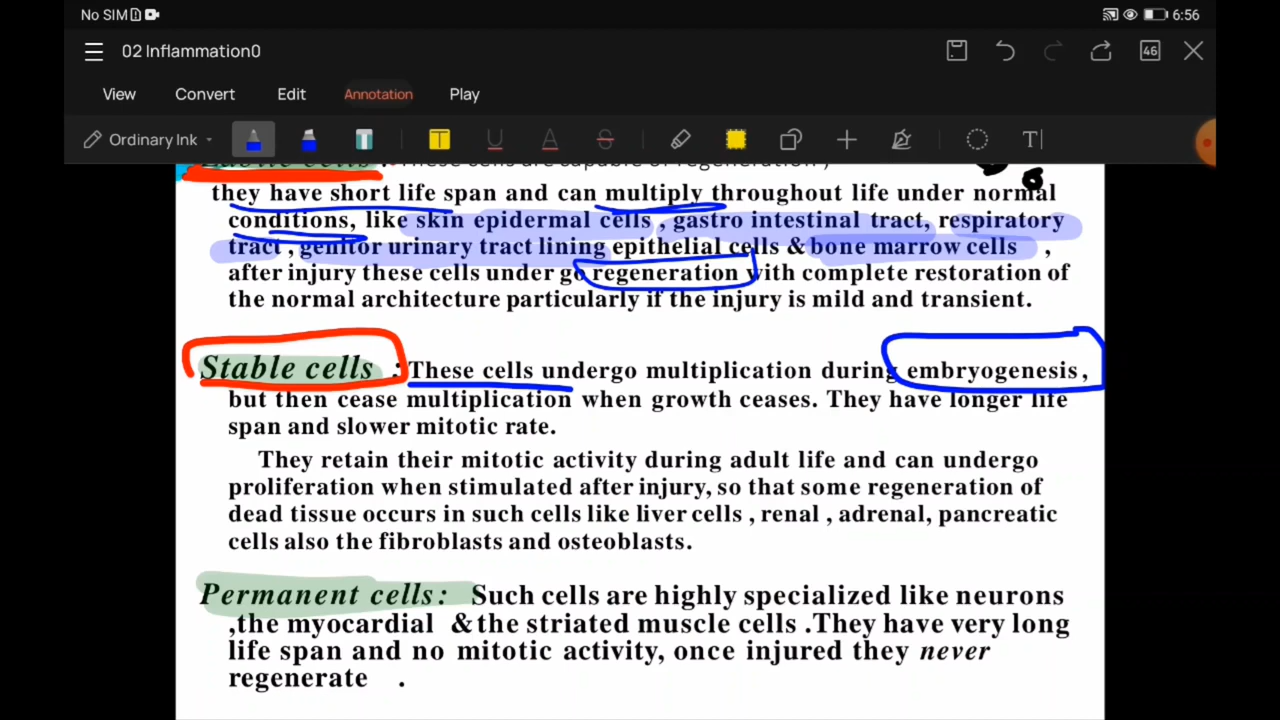 No SIM 6:56
02 Inflammation0 46
View Convert Edit Annotation Play
Ordinary Ink T
cells : These cells are capable of regeneration ,
they have short life span and can multiply throughout life under normal
conditions, like skin epidermal cells , gastro intestinal tract, respiratory
tract , genitor urinary tract lining epithelial cells & bone marrow cells ,
after injury these cells under go regeneration with complete restoration of
the normal architecture particularly if the injury is mild and transient.
Stable cells : These cells undergo multiplication during embryogenesis,
but then cease multiplication when growth ceases. They have longer life
span and slower mitotic rate.
They retain their mitotic activity during adult life and can undergo
proliferation when stimulated after injury, so that some regeneration of
dead tissue occurs in such cells like liver cells , renal , adrenal, pancreatic
cells also the fibroblasts and osteoblasts.
Permanent cells: Such cells are highly specialized like neurons
,the myocardial & the striated muscle cells .They have very long
life span and no mitotic activity, once injured they never
regenerate .